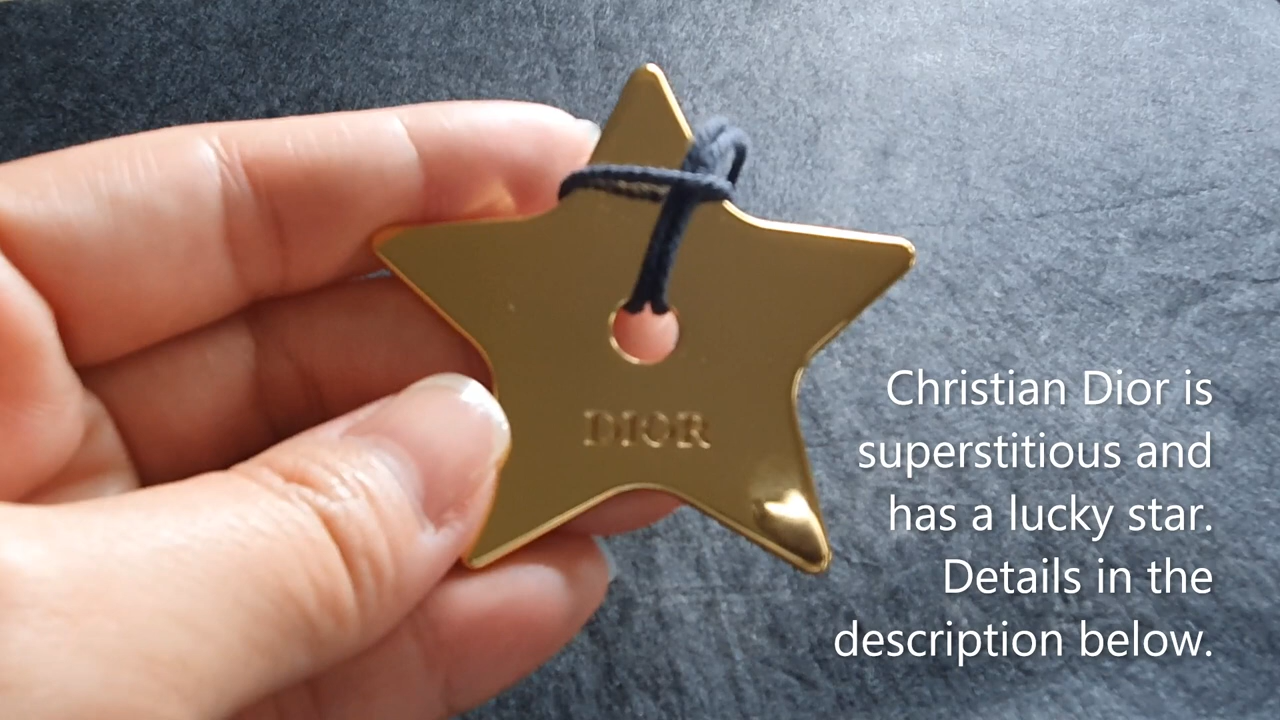 DIOR
Christian Dior is
superstitious and
has a lucky star.
Details in the
description below.